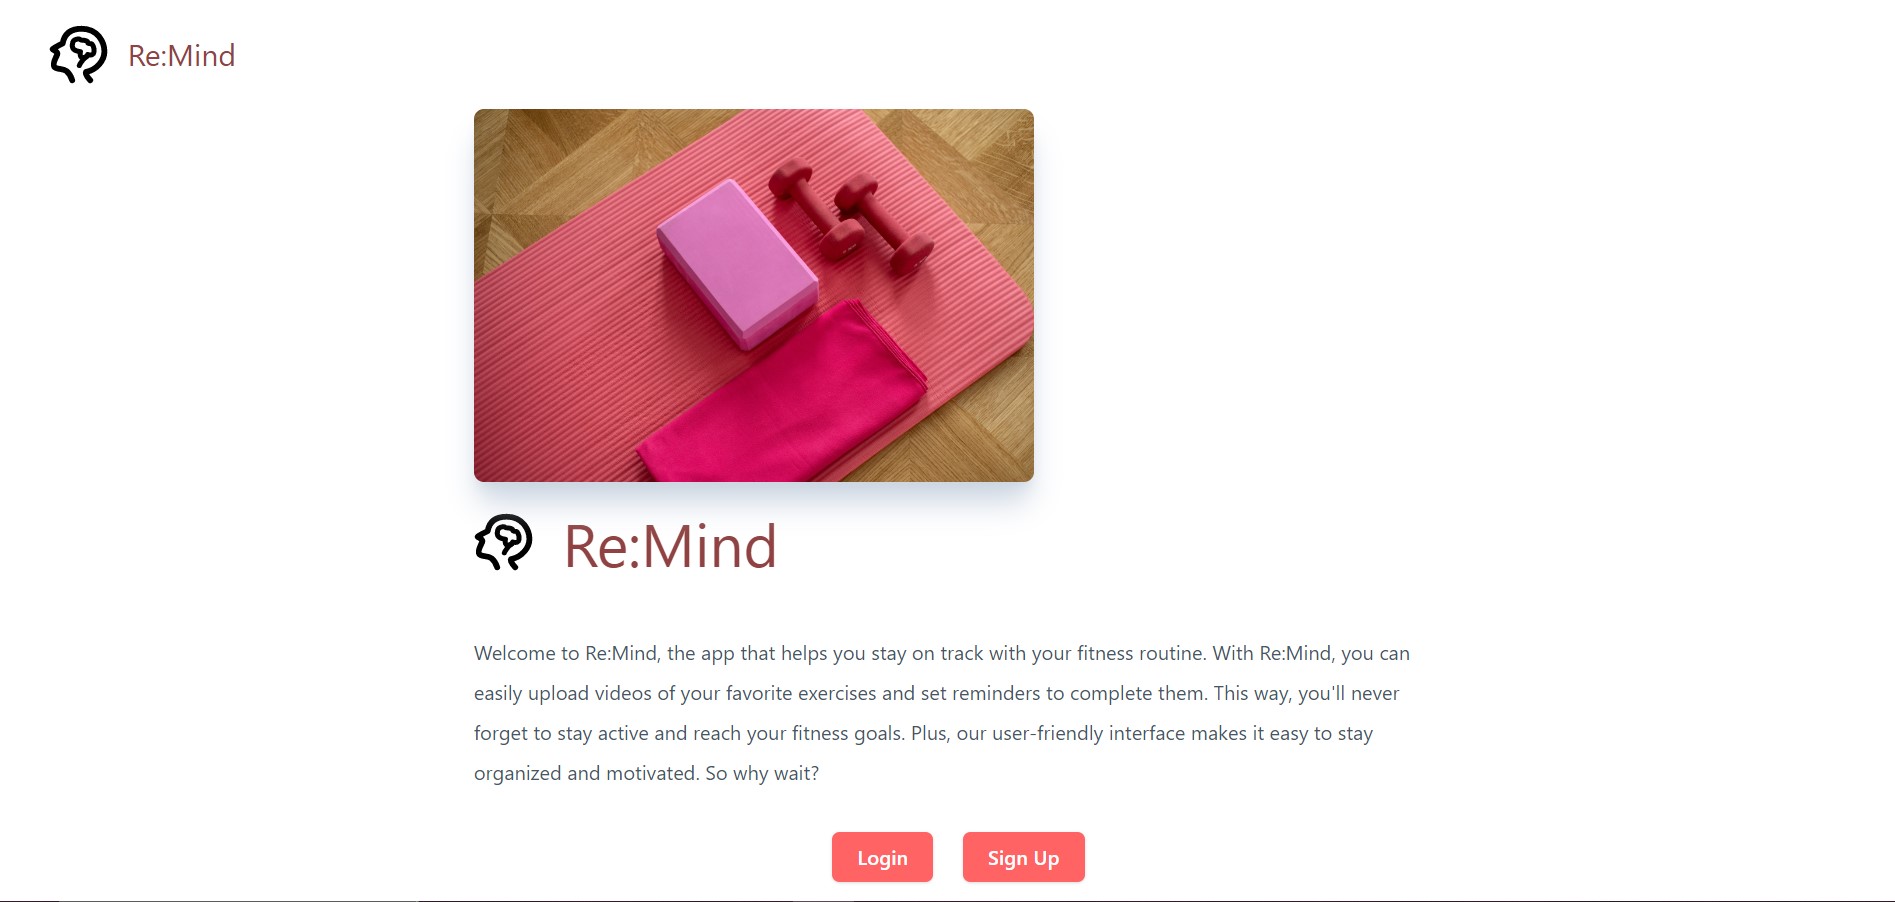 Re:Mind
Re:Mind
Welcome to Re:Mind, the app that helps you stay on track with your fitness routine. With Re:Mind, you can
easily upload videos of your favorite exercises and set reminders to complete them. This way, you'll never
forget to stay active and reach your fitness goals. Plus, our user-friendly interface makes it easy to stay
organized and motivated. So why wait?
Login
Sign Up